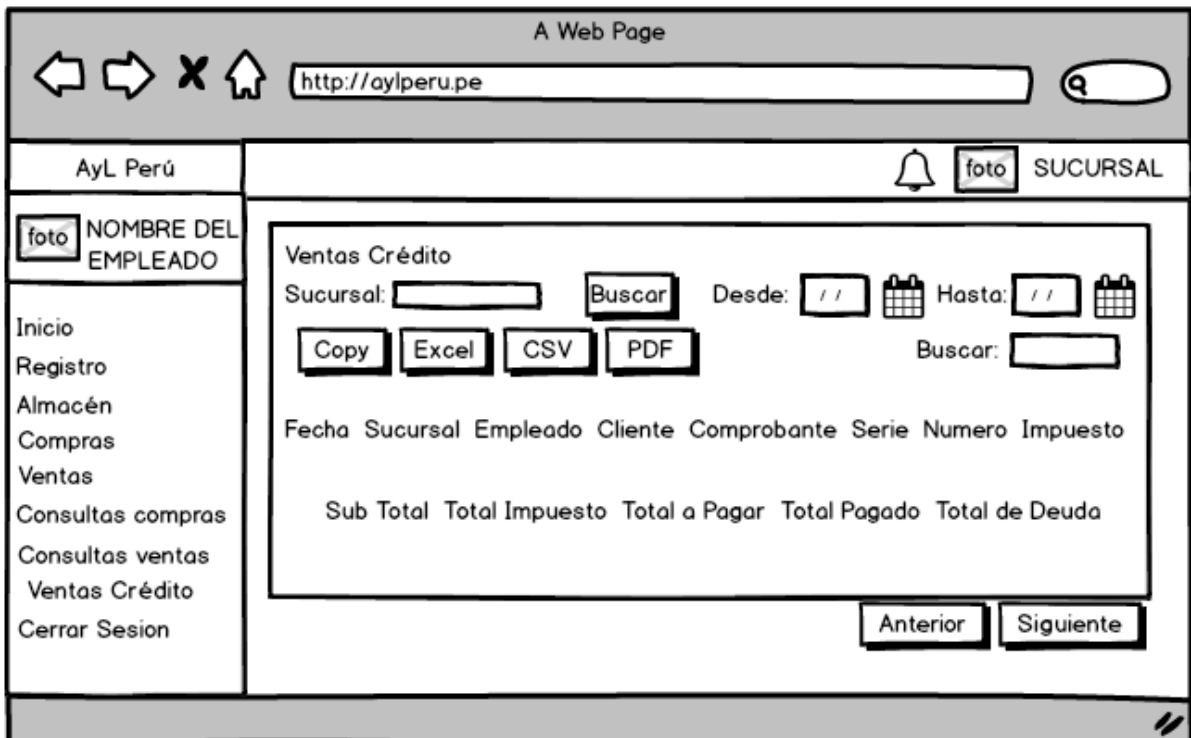 A Web Page
http://aylperu.pe
AyL Perú
foto SUCURSAL
foto NOMBRE DEL
EMPLEADO
Inicio
Registro
Almacén
Compras
Ventas
Consultas compras
Consultas ventas
Ventas Crédito
Cerrar Sesion
Ventas Crédito
Sucursal: Buscar Desde: / / Hasta: / /
Copy Excel CSV PDF Buscar:
Fecha Sucursal Empleado Cliente Comprobante Serie Numero Impuesto
Sub Total Total Impuesto Total a Pagar Total Pagado Total de Deuda
Anterior Siguiente